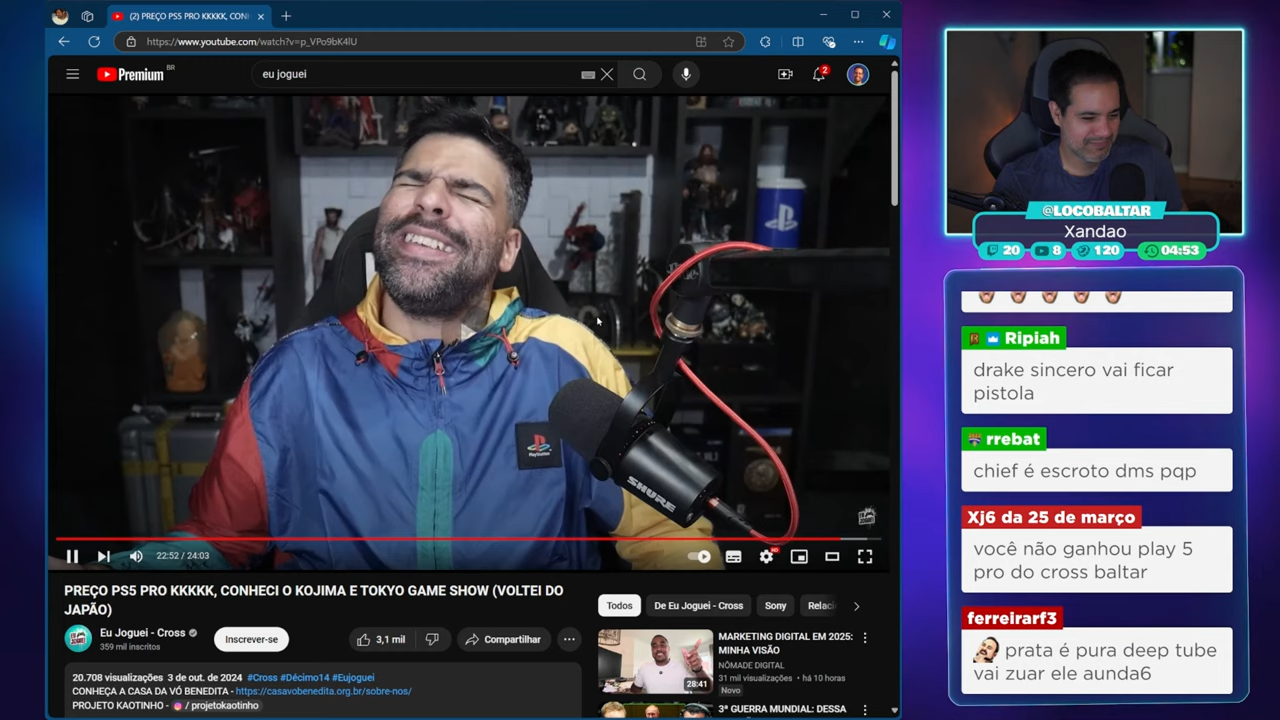 (2) PREÇO PS5 PRO KKKKK, CON
https://www.youtube.com/watch?v=p_VPo9bK4lU
Premium BR
eu joguei
2
SHURE
PlayStation
22:52 / 24:03
HD
PREÇO PS5 PRO KKKKK, CONHECI O KOJIMA E TOKYO GAME SHOW (VOLTEI DO
JAPÃO)
Eu Joguei - Cross
359 mil inscritos
Inscrever-se
3,1 mil
Compartilhar
20.708 visualizações 3 de out. de 2024 #Cross #Décimo14 #Eujoguei
CONHEÇA A CASA DA VÓ BENEDITA - https://casavobenedita.org.br/sobre-nos/
PROJETO KAOTINHO - / projetokaotinho
Todos
De Eu Joguei - Cross
Sony
Relaci
28:41
MARKETING DIGITAL EM 2025:
MINHA VISÃO
NÔMADE DIGITAL
31 mil visualizações • há 10 horas
Novo
3ª GUERRA MUNDIAL: DESSA
@LOCOBALTAR
Xandao
20
8
120
04:53
Ripiah
drake sincero vai ficar
pistola
rrebat
chief é escroto dms pqp
Xj6 da 25 de março
você não ganhou play 5
pro do cross baltar
ferreirarf3
prata é pura deep tube
vai zuar ele aunda6